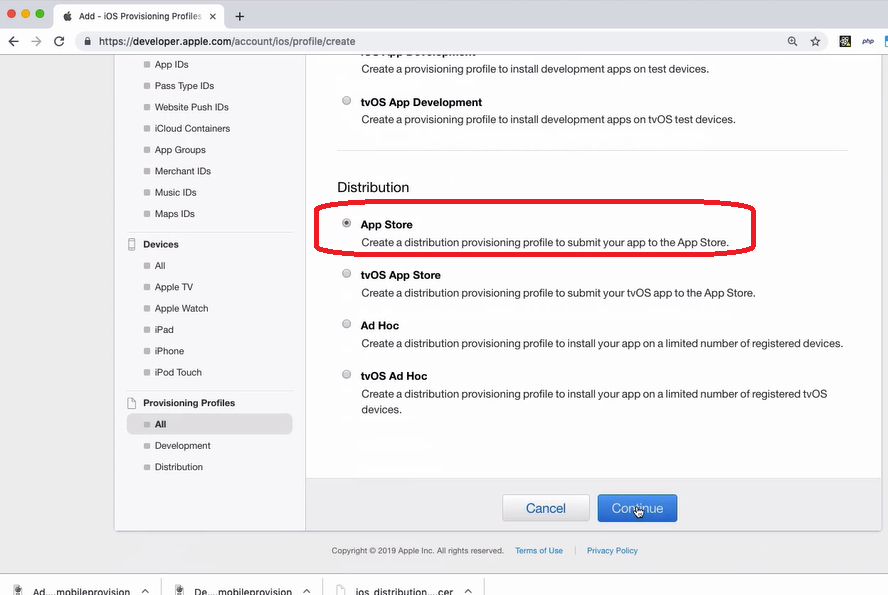 Add - iOS Provisioning Profiles
https://developer.apple.com/account/ios/profile/create
php
App IDs
Pass Type IDs
Website Push IDs
iCloud Containers
App Groups
Merchant IDs
Music IDs
Maps IDs
Devices
All
Apple TV
Apple Watch
iPad
iPhone
iPod Touch
Provisioning Profiles
All
Development
Distribution
iOS App Development
Create a provisioning profile to install development apps on test devices.
tvOS App Development
Create a provisioning profile to install development apps on tvOS test devices.
Distribution
App Store
Create a distribution provisioning profile to submit your app to the App Store.
tvOS App Store
Create a distribution provisioning profile to submit your tvOS app to the App Store.
Ad Hoc
Create a distribution provisioning profile to install your app on a limited number of registered devices.
tvOS Ad Hoc
Create a distribution provisioning profile to install your app on a limited number of registered tvOS
devices.
Cancel
Continue
Copyright © 2019 Apple Inc. All rights reserved. Terms of Use Privacy Policy
Ad....mobileprovision
De....mobileprovision
ios_distribution....cer